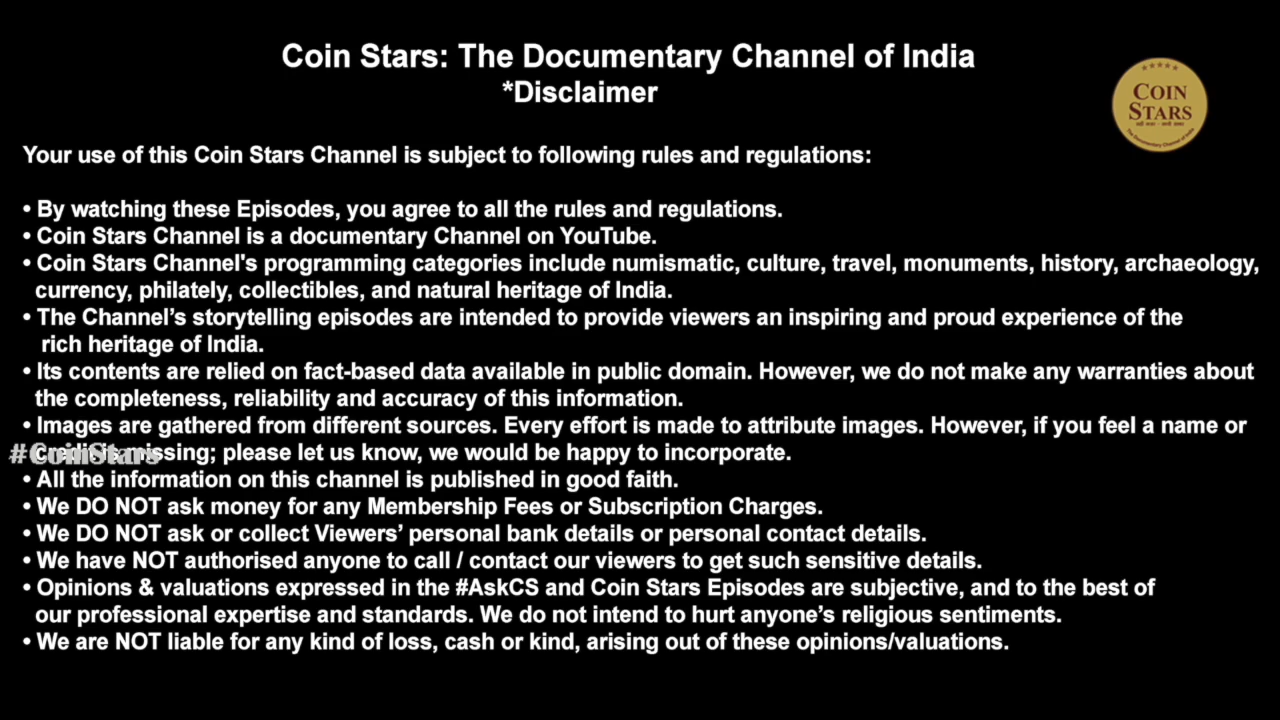 Coin Stars: The Documentary Channel of India
*Disclaimer
COIN
STARS
The Documentary Channel of India
Your use of this Coin Stars Channel is subject to following rules and regulations:
• By watching these Episodes, you agree to all the rules and regulations.
• Coin Stars Channel is a documentary Channel on YouTube.
• Coin Stars Channel's programming categories include numismatic, culture, travel, monuments, history, archaeology,
currency, philately, collectibles, and natural heritage of India.
• The Channel’s storytelling episodes are intended to provide viewers an inspiring and proud experience of the
rich heritage of India.
• Its contents are relied on fact-based data available in public domain. However, we do not make any warranties about
the completeness, reliability and accuracy of this information.
• Images are gathered from different sources. Every effort is made to attribute images. However, if you feel a name or
credit is missing; please let us know, we would be happy to incorporate.
#CoinStars
• All the information on this channel is published in good faith.
• We DO NOT ask money for any Membership Fees or Subscription Charges.
• We DO NOT ask or collect Viewers’ personal bank details or personal contact details.
• We have NOT authorised anyone to call / contact our viewers to get such sensitive details.
• Opinions & valuations expressed in the #AskCS and Coin Stars Episodes are subjective, and to the best of
our professional expertise and standards. We do not intend to hurt anyone’s religious sentiments.
• We are NOT liable for any kind of loss, cash or kind, arising out of these opinions/valuations.